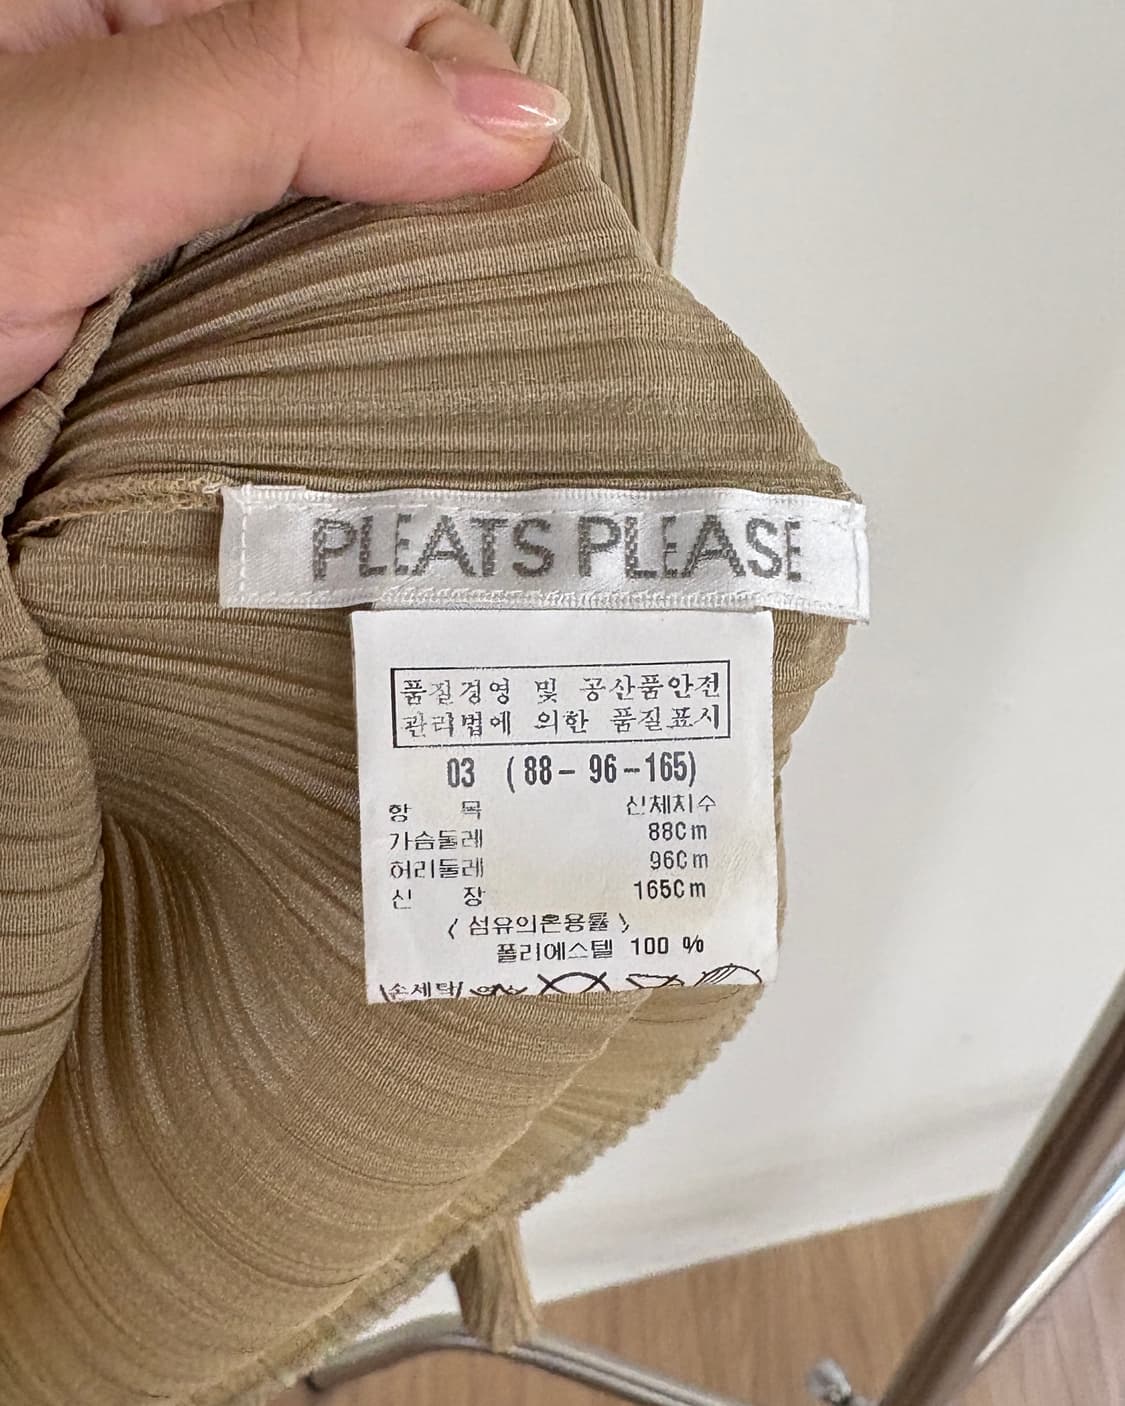 PLEATS PLEASE
품질경영 및 공산품안전
관리법에 의한 품질표시
03 (88-96-165)
항 목 신체치수
가슴둘레 88Cm
허리둘레 96Cm
신 장 165Cm
〈섬유의혼용률〉
폴리에스텔 100 %
손세탁